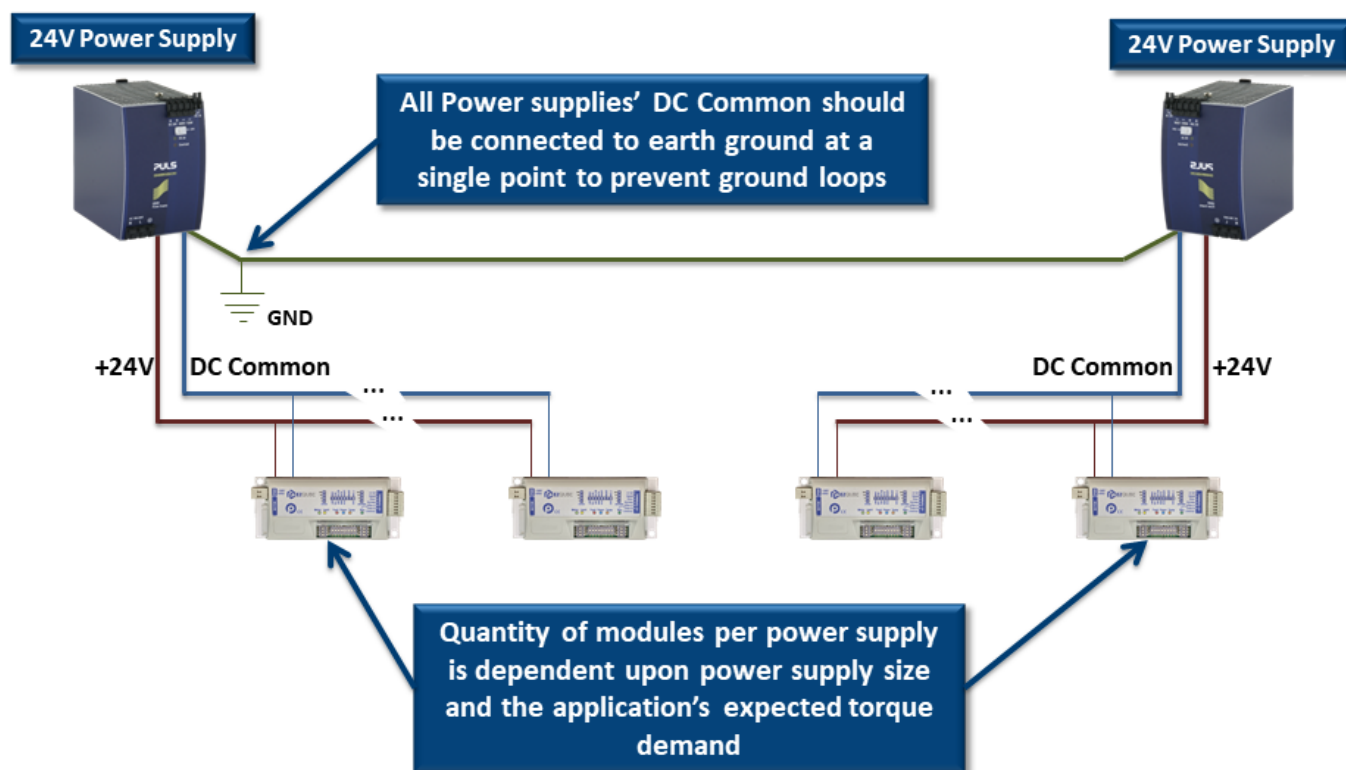 24V Power Supply
24V Power Supply
All Power supplies’ DC Common should
be connected to earth ground at a
single point to prevent ground loops
PULS
PULS
GND
+24V
DC Common
...
...
DC Common
+24V
...
...
Quantity of modules per power supply
is dependent upon power supply size
and the application’s expected torque
demand